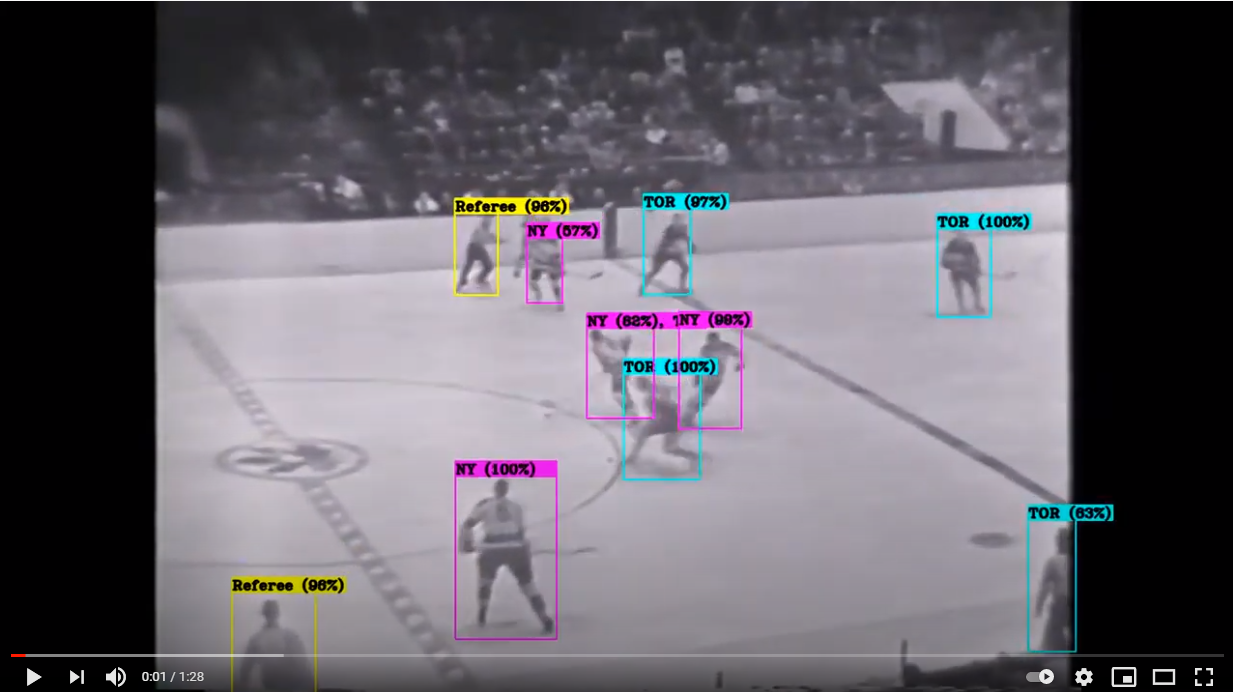 TOR (97%)
Referee (96%)
TOR (100%)
NY (57%)
NY (82%),
NY (98%)
TOR (100%)
NY (100%)
TOR (63%)
Referee (96%)
0:01 / 1:28